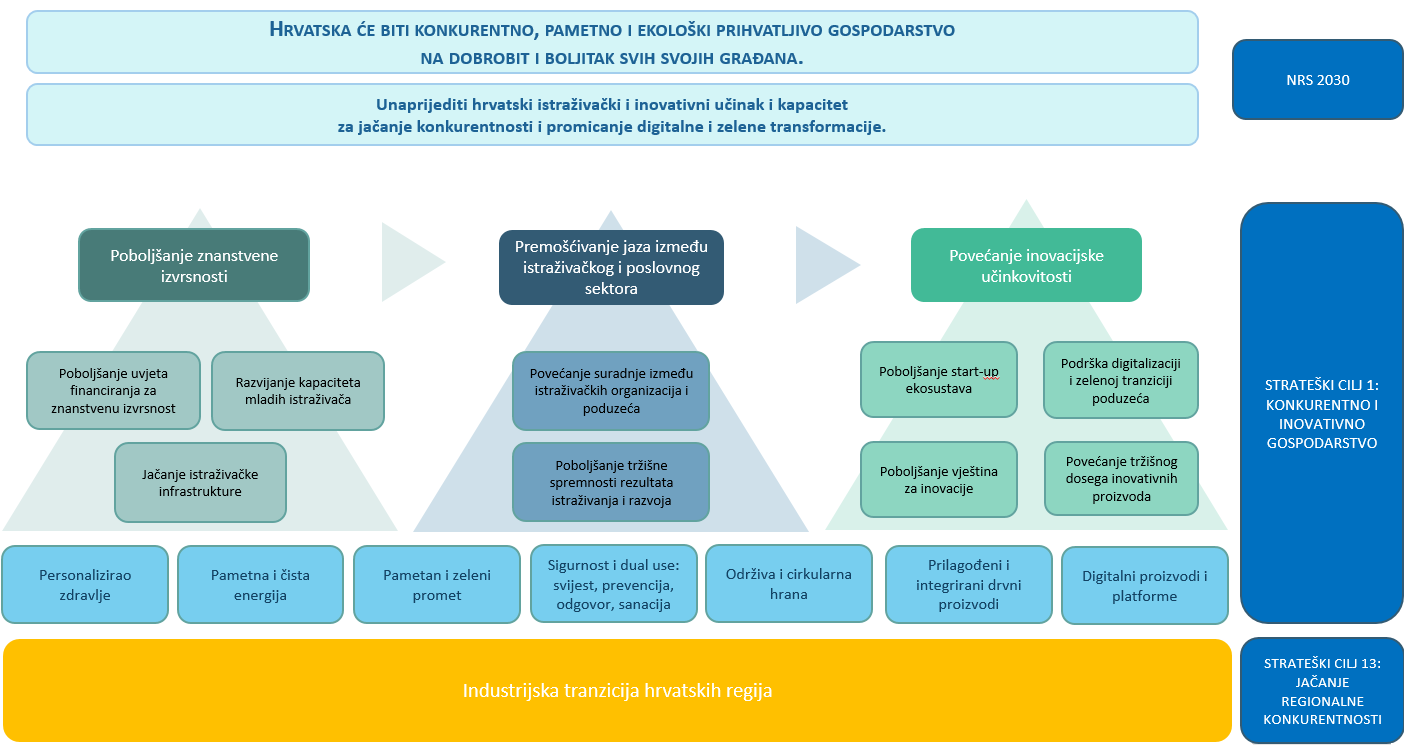 HRVATSKA ĆE BITI KONKURENTNO, PAMETNO I EKOLOŠKI PRIHVATLJIVO GOSPODARSTVO
NA DOBROBIT I BOLJITAK SVIH SVOJIH GRAĐANA.
NRS 2030
Unaprijediti hrvatski istraživački i inovativni učinak i kapacitet
za jačanje konkurentnosti i promicanje digitalne i zelene transformacije.
Poboljšanje znanstvene
izvrsnosti
Premošćivanje jaza između
istraživačkog i poslovnog
sektora
Povećanje inovacijske
učinkovitosti
Poboljšanje uvjeta
financiranja za
znanstvenu izvrsnost
Razvijanje kapaciteta
mladih istraživača
Jačanje istraživačke
infrastrukture
Povećanje suradnje između
istraživačkih organizacija i
poduzeća
Poboljšanje tržišne
spremnosti rezultata
istraživanja i razvoja
Poboljšanje start-up
ekosustava
Podrška digitalizaciji
i zelenoj tranziciji
poduzeća
Poboljšanje vještina
za inovacije
Povećanje tržišnog
dosega inovativnih
proizvoda
STRATEŠKI CILJ 1:
KONKURENTNO I
INOVATIVNO
GOSPODARSTVO
Personalizirao
zdravlje
Pametna i čista
energija
Pametan i zeleni
promet
Sigurnost i dual use:
svijest, prevencija,
odgovor, sanacija
Održiva i cirkularna
hrana
Prilagođeni i
integrirani drvni
proizvodi
Digitalni proizvodi i
platforme
Industrijska tranzicija hrvatskih regija
STRATEŠKI CILJ 13:
JAČANJE
REGIONALNE
KONKURENTNOSTI